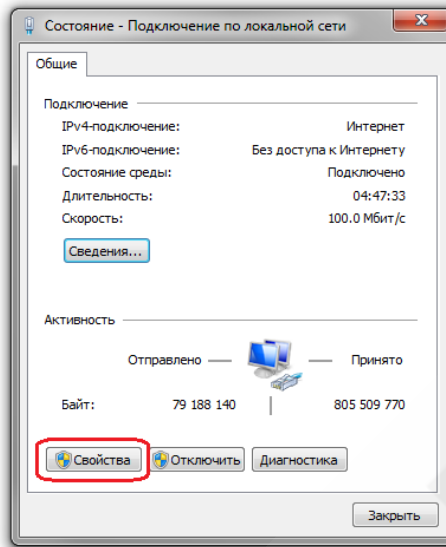 Состояние - Подключение по локальной сети
Общие
Подключение
IPv4-подключение: Интернет
IPv6-подключение: Без доступа к Интернету
Состояние среды: Подключено
Длительность: 04:47:33
Скорость: 100.0 Мбит/с
Сведения...
Активность
Отправлено — — Принято
Байт: 79 188 140 | 805 509 770
Свойства Отключить Диагностика
Закрыть